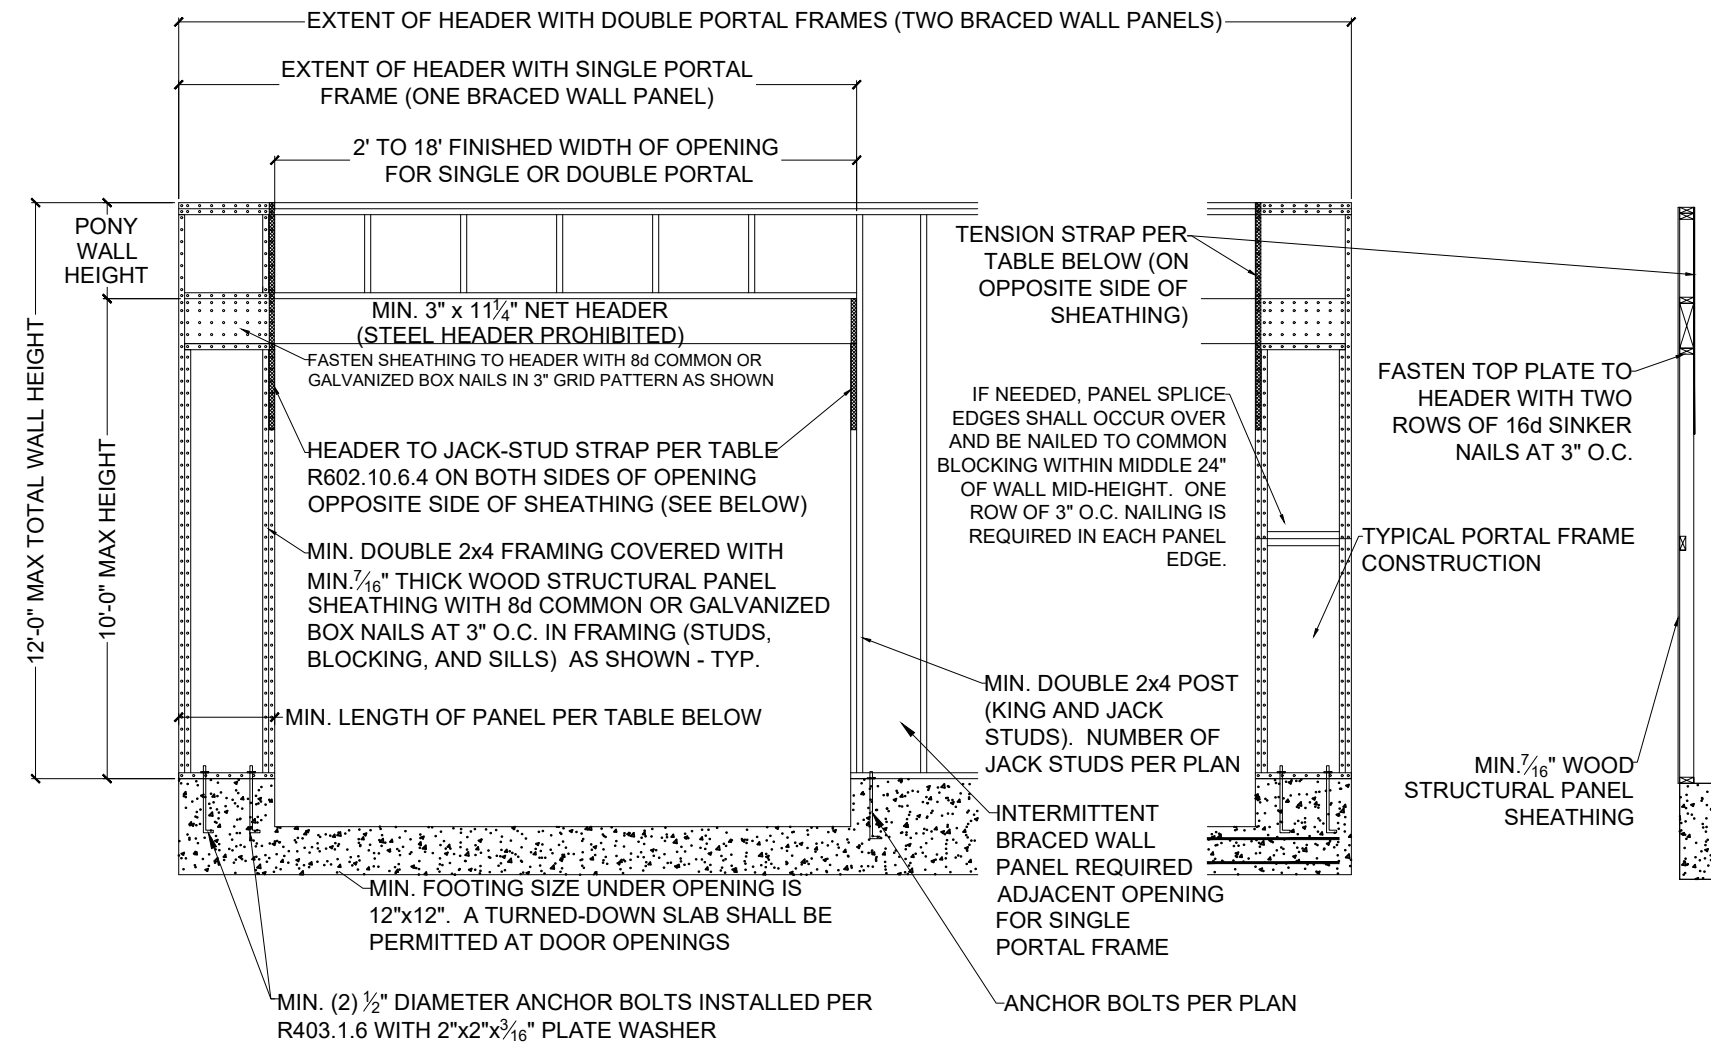 EXTENT OF HEADER WITH DOUBLE PORTAL FRAMES (TWO BRACED WALL PANELS)
EXTENT OF HEADER WITH SINGLE PORTAL
FRAME (ONE BRACED WALL PANEL)
2' TO 18' FINISHED WIDTH OF OPENING
FOR SINGLE OR DOUBLE PORTAL
PONY
WALL
HEIGHT
12'-0" MAX TOTAL WALL HEIGHT
10'-0" MAX HEIGHT
MIN. 3" x 11¼" NET HEADER
(STEEL HEADER PROHIBITED)
FASTEN SHEATHING TO HEADER WITH 8d COMMON OR
GALVANIZED BOX NAILS IN 3" GRID PATTERN AS SHOWN
HEADER TO JACK-STUD STRAP PER TABLE
R602.10.6.4 ON BOTH SIDES OF OPENING
OPPOSITE SIDE OF SHEATHING (SEE BELOW)
MIN. DOUBLE 2x4 FRAMING COVERED WITH
MIN.7⁄16" THICK WOOD STRUCTURAL PANEL
SHEATHING WITH 8d COMMON OR GALVANIZED
BOX NAILS AT 3" O.C. IN FRAMING (STUDS,
BLOCKING, AND SILLS) AS SHOWN - TYP.
MIN. LENGTH OF PANEL PER TABLE BELOW
MIN. FOOTING SIZE UNDER OPENING IS
12"x12". A TURNED-DOWN SLAB SHALL BE
PERMITTED AT DOOR OPENINGS
MIN. (2) ½" DIAMETER ANCHOR BOLTS INSTALLED PER
R403.1.6 WITH 2"x2"x3⁄16" PLATE WASHER
TENSION STRAP PER
TABLE BELOW (ON
OPPOSITE SIDE OF
SHEATHING)
IF NEEDED, PANEL SPLICE
EDGES SHALL OCCUR OVER
AND BE NAILED TO COMMON
BLOCKING WITHIN MIDDLE 24"
OF WALL MID-HEIGHT. ONE
ROW OF 3" O.C. NAILING IS
REQUIRED IN EACH PANEL
EDGE.
MIN. DOUBLE 2x4 POST
(KING AND JACK
STUDS). NUMBER OF
JACK STUDS PER PLAN
INTERMITTENT
BRACED WALL
PANEL REQUIRED
ADJACENT OPENING
FOR SINGLE
PORTAL FRAME
ANCHOR BOLTS PER PLAN
FASTEN TOP PLATE TO
HEADER WITH TWO
ROWS OF 16d SINKER
NAILS AT 3" O.C.
TYPICAL PORTAL FRAME
CONSTRUCTION
MIN.7⁄16" WOOD
STRUCTURAL PANEL
SHEATHING